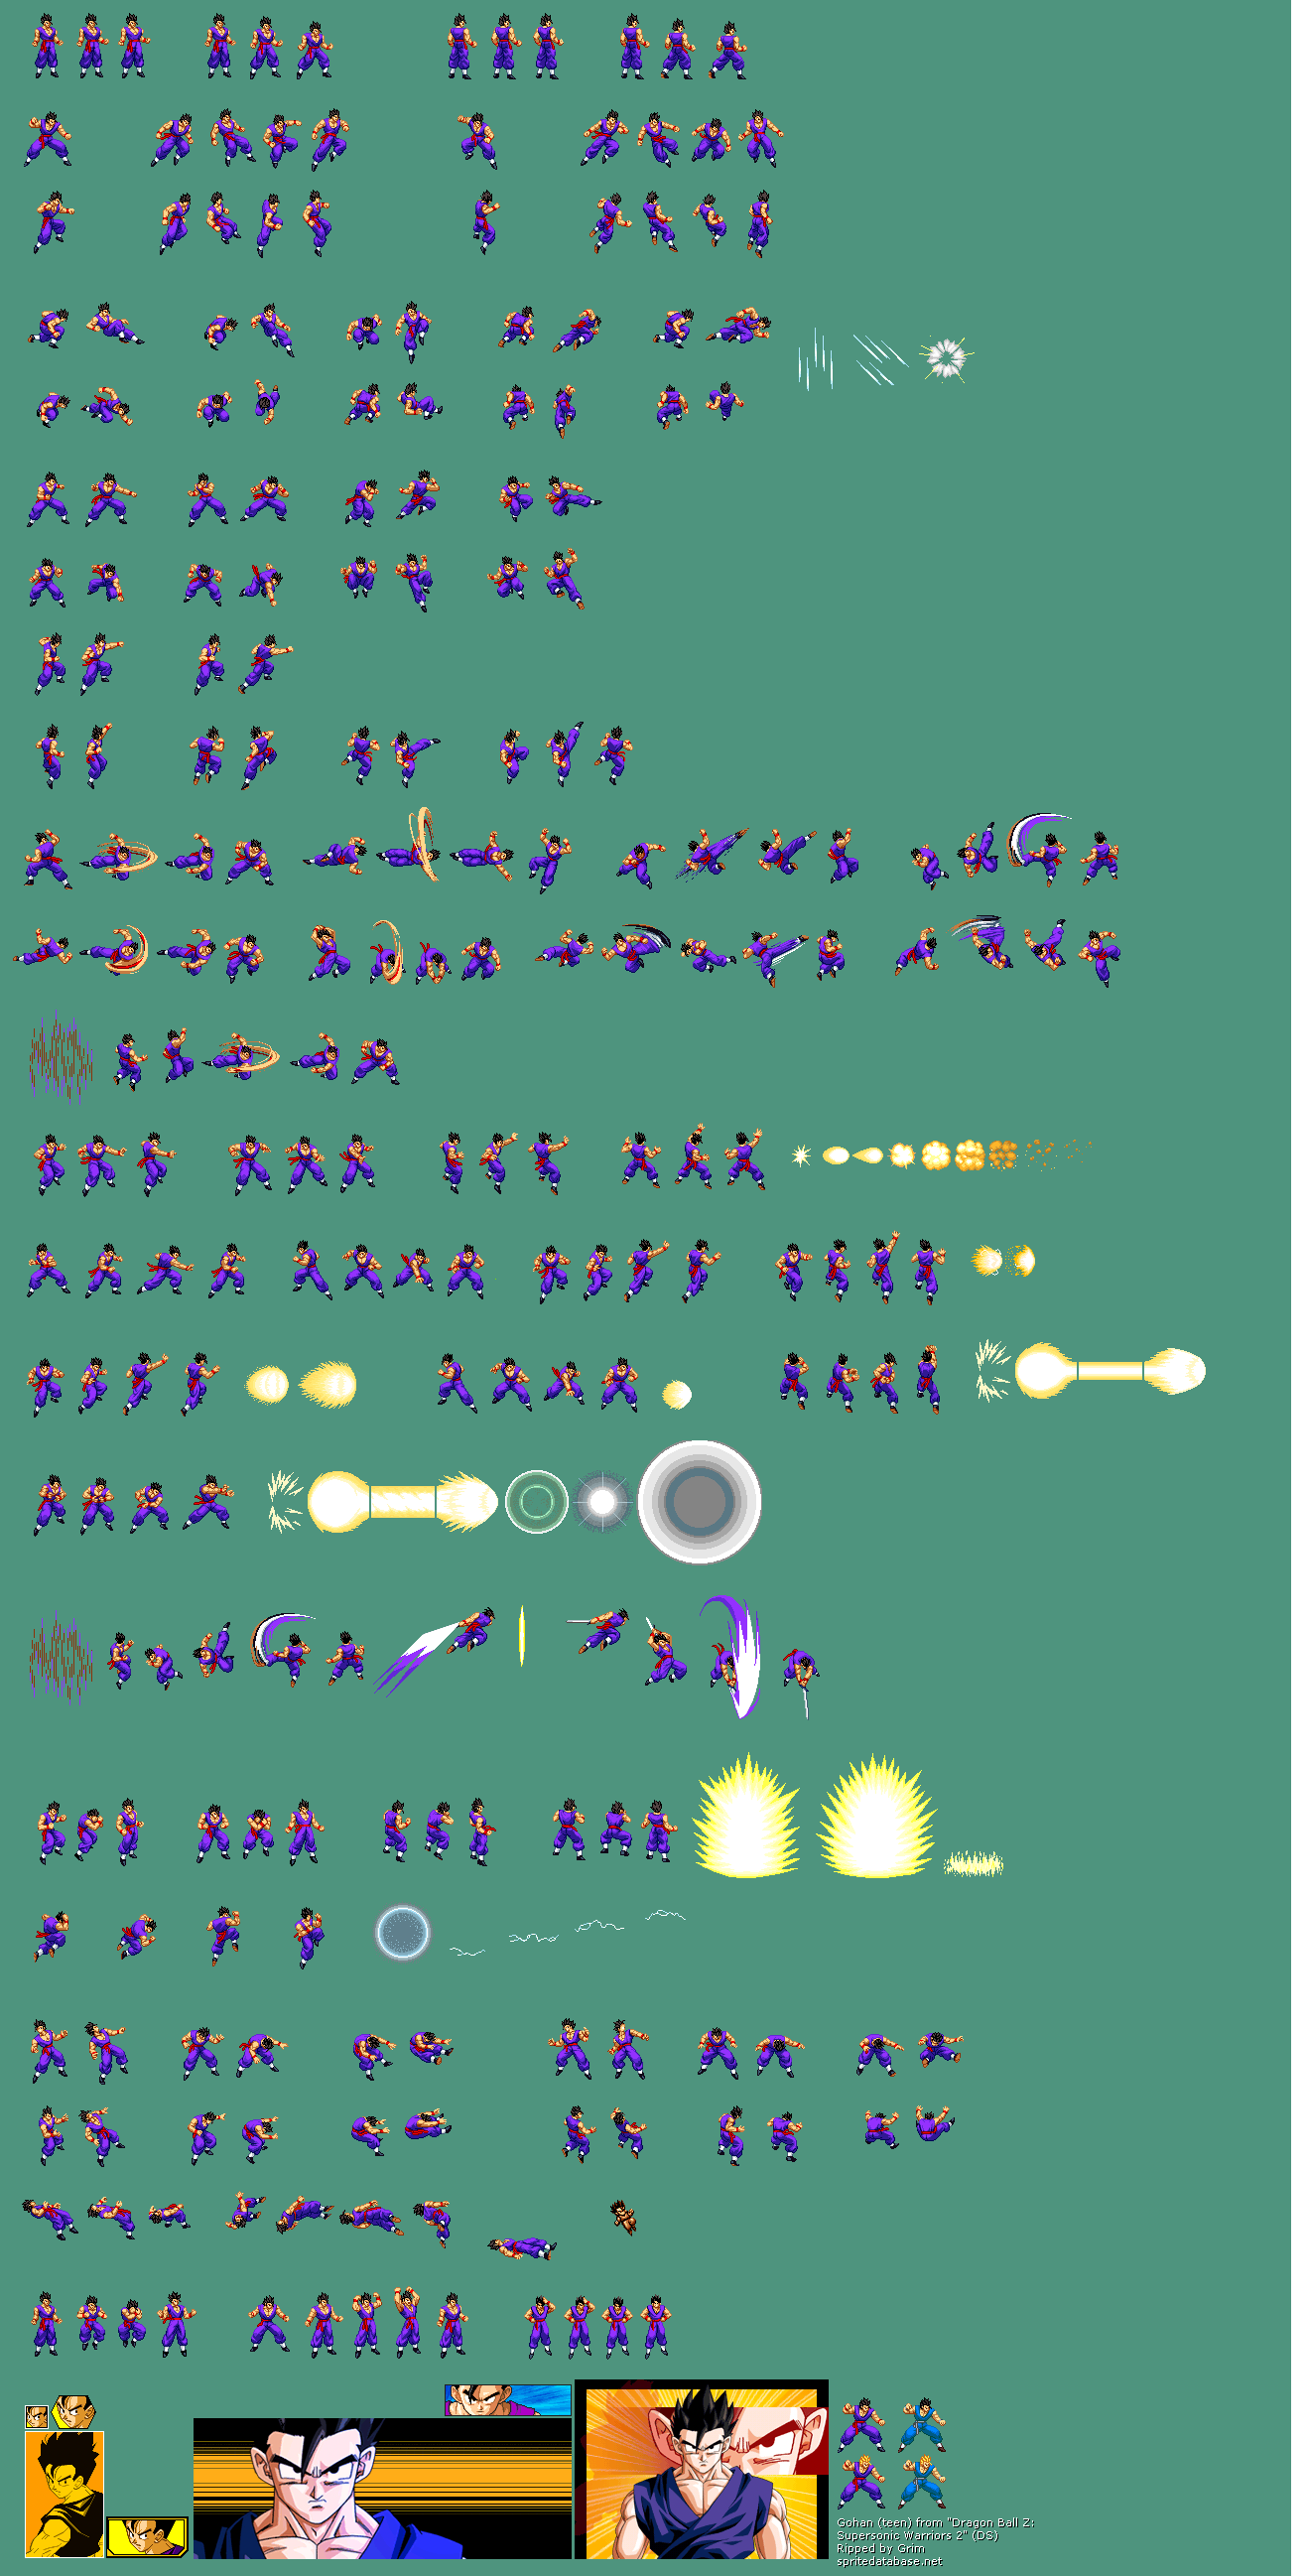 Gohan (teen) from "Dragon Ball Z:
Supersonic Warriors 2" (DS)
Ripped by Grim
spritedatabase.net